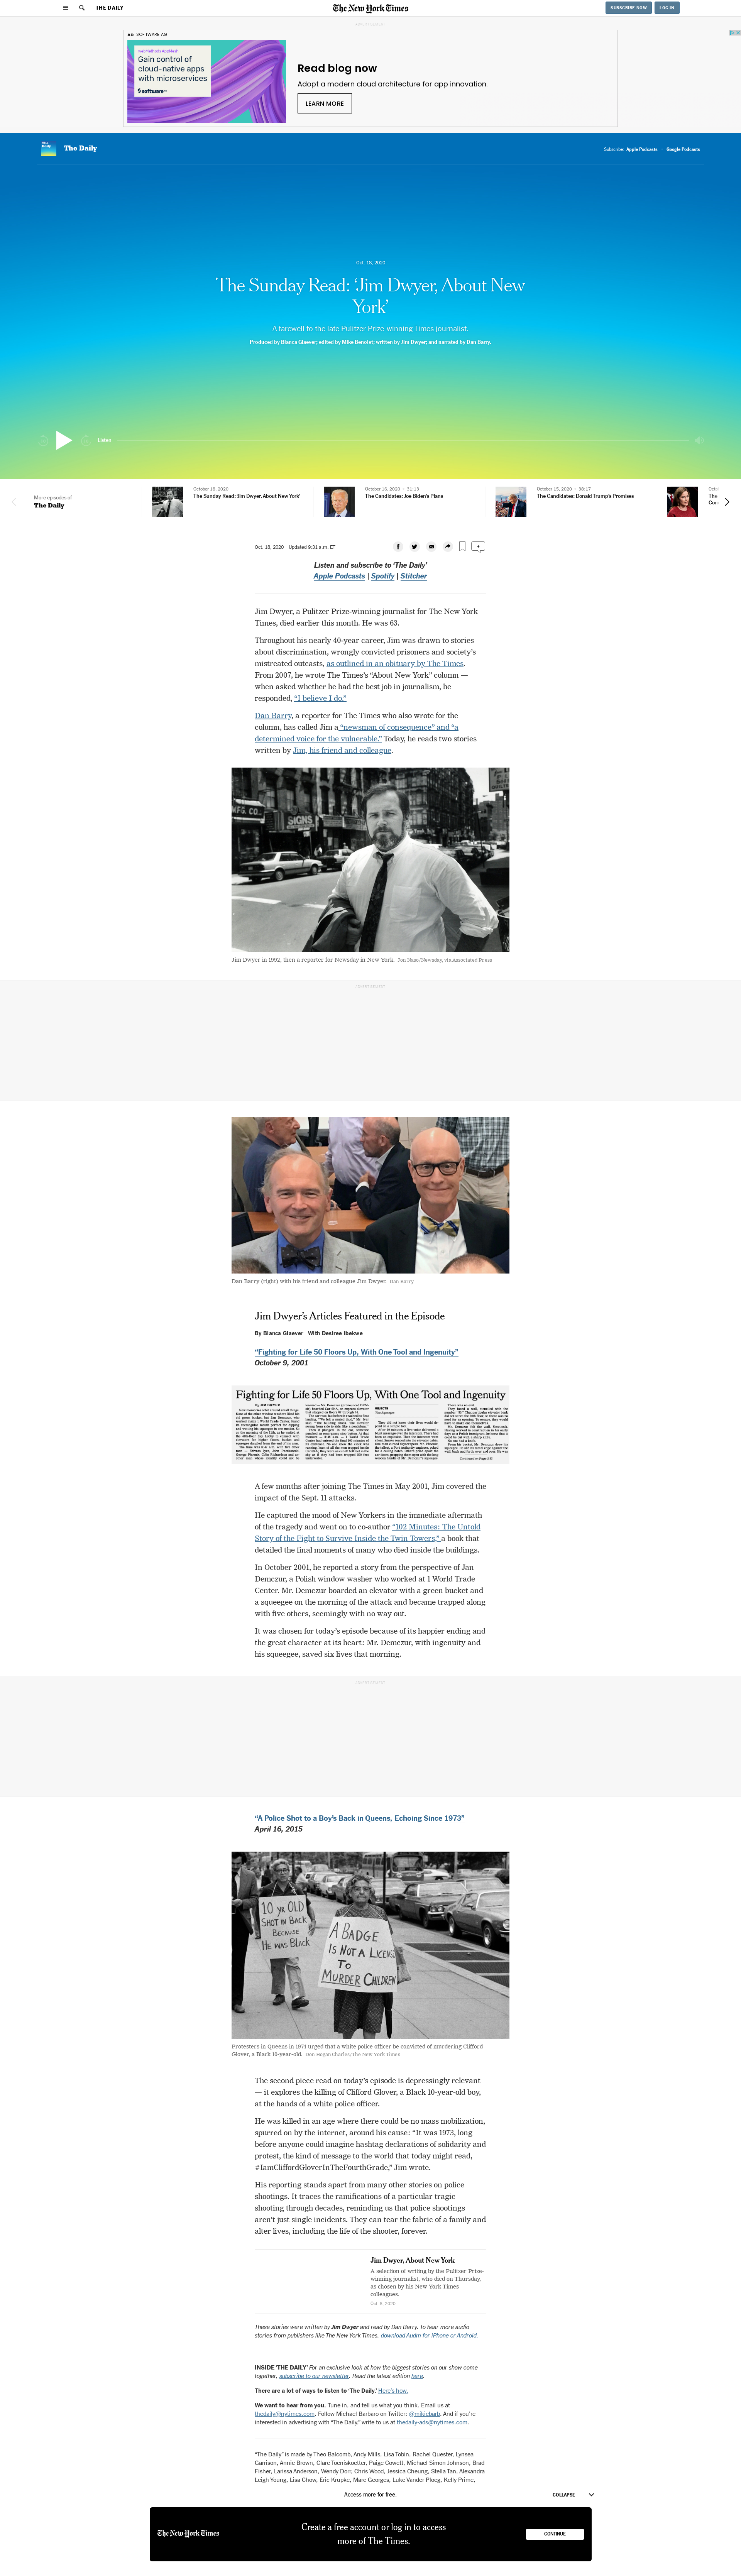 THE DAILY
The New York Times
SUBSCRIBE NOW
LOG IN
AD SOFTWARE AG
Gain control of
cloud-native apps
with microservices
software
Read blog now
Adopt a modern cloud architecture for app innovation.
LEARN MORE
The Daily
Subscribe: Apple Podcasts Google Podcasts
Oct. 18, 2020
The Sunday Read: ‘Jim Dwyer, About New
York’
A farewell to the late Pulitzer Prize-winning Times journalist.
Produced by Bianca Giaever; edited by Mike Benoist; written by Jim Dwyer; and narrated by Dan Barry.
Listen
More episodes of
The Daily
October 18, 2020
The Sunday Read: ‘Jim Dwyer, About New York’
October 16, 2020 · 31:15
The Candidates: Joe Biden’s Plans
October 15, 2020 · 39:17
The Candidates: Donald Trump’s Promises
Oct. 18, 2020 Updated 9:31 a.m. ET
Listen and subscribe to ‘The Daily’
Apple Podcasts | Spotify | Stitcher
Jim Dwyer, a Pulitzer Prize-winning journalist for The New York
Times, died earlier this month. He was 63.
Throughout his nearly 40-year career, Jim was drawn to stories
about discrimination, wrongly convicted prisoners and society’s
mistreated outcasts, as outlined in an obituary by The Times.
From 2007, he wrote The Times’s “About New York” column —
when asked whether he had the best job in journalism, he
responded, “I believe I do.”
Dan Barry, a reporter for The Times who also wrote for the
column, has called Jim a “newsman of consequence” and “a
determined voice for the vulnerable.” Today, he reads two stories
written by Jim, his friend and colleague.
SIGNS
Jim Dwyer in 1992, then a reporter for Newsday in New York. Jon Naso/Newsday, via Associated Press
Dan Barry (right) with his friend and colleague Jim Dwyer. Dan Barry
Jim Dwyer’s Articles Featured in the Episode
By Bianca Giaever With Desiree Ibekwe
“Fighting for Life 50 Floors Up, With One Tool and Ingenuity”
October 9, 2001
Fighting for Life 50 Floors Up, With One Tool and Ingenuity
By JIM DWYER
OBJECTS
A few months after joining The Times in May 2001, Jim covered the
impact of the Sept. 11 attacks.
He captured the mood of New Yorkers in the immediate aftermath
of the tragedy and went on to co-author “102 Minutes: The Untold
Story of the Fight to Survive Inside the Twin Towers,” a book that
detailed the final moments of many who died inside the buildings.
In October 2001, he reported a story from the perspective of Jan
Demczur, a Polish window washer who worked at 1 World Trade
Center. Mr. Demczur boarded an elevator with a green bucket and
a squeegee on the morning of the attack and became trapped along
with five others, seemingly with no way out.
It was chosen for today’s episode because of its happier ending and
the great character at its heart: Mr. Demczur, with ingenuity and
his squeegee, saved six lives that morning.
“A Police Shot to a Boy’s Back in Queens, Echoing Since 1973”
April 16, 2015
10 YR OLD
SHOT IN BACK
BECAUSE
HE WAS BLACK
A BADGE
IS NOT A LICENSE
TO
MURDER CHILDREN
Protesters in Queens in 1974 urged that a white police officer be convicted of murdering Clifford
Glover, a Black 10-year-old. Don Hogan Charles/The New York Times
The second piece read on today’s episode is depressingly relevant
— it explores the killing of Clifford Glover, a Black 10-year-old boy,
at the hands of a white police officer.
He was killed in an age where there could be no mass mobilization,
spurred on by the internet, around his cause: “It was 1973, long
before anyone could imagine hashtag declarations of solidarity and
protest, the kind of message to the world that today might read,
#IamCliffordGloverInTheFourthGrade,” Jim wrote.
His reporting stands apart from many other stories on police
shootings. It traces the ramifications of a particular tragic
shooting through decades, reminding us that police shootings
aren’t just single incidents. They can tear the fabric of a family and
alter lives, including the life of the shooter, forever.
Jim Dwyer, About New York
A selection of writing by the Pulitzer Prize-
winning journalist, who died on Thursday,
as chosen by his New York Times
colleagues.
Oct. 8, 2020
These stories were written by Jim Dwyer and read by Dan Barry. To hear more audio
stories from publishers like The New York Times, download Audm for iPhone or Android.
INSIDE ‘THE DAILY’ For an exclusive look at how the biggest stories on our show come
together, subscribe to our newsletter. Read the latest edition here.
There are a lot of ways to listen to ‘The Daily.’ Here’s how.
We want to hear from you. Tune in, and tell us what you think. Email us at
thedaily@nytimes.com. Follow Michael Barbaro on Twitter: @mikiebarb. And if you’re
interested in advertising with “The Daily,” write to us at thedaily-ads@nytimes.com.
“The Daily” is made by Theo Balcomb, Andy Mills, Lisa Tobin, Rachel Quester, Lynsea
Garrison, Annie Brown, Clare Toeniskoetter, Paige Cowett, Michael Simon Johnson, Brad
Fisher, Larissa Anderson, Wendy Dorr, Chris Wood, Jessica Cheung, Stella Tan, Alexandra
Leigh Young, Lisa Chow, Eric Krupke, Marc Georges, Luke Vander Ploeg, Kelly Prime,
Access more for free.
COLLAPSE
The New York Times
Create a free account or log in to access
more of The Times.
CONTINUE